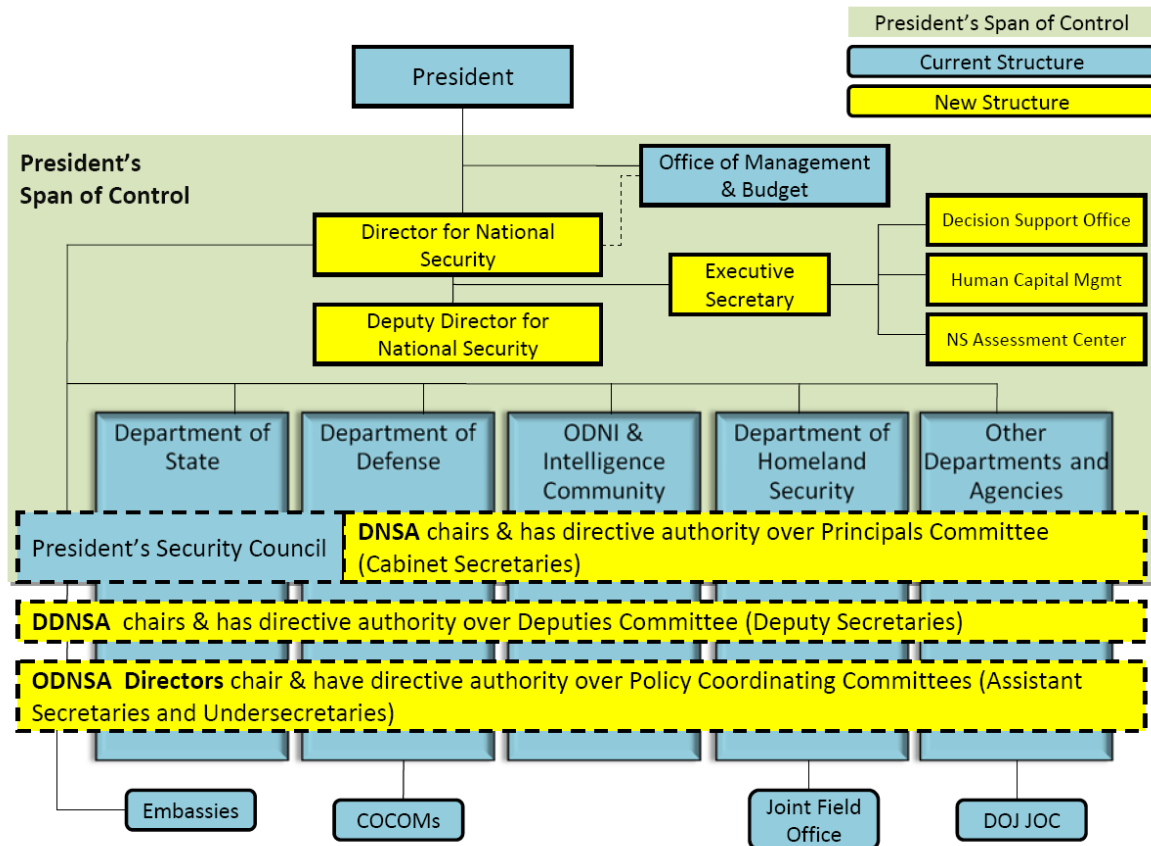 President's Span of Control
Current Structure
New Structure
President
President's
Span of Control
Office of Management
& Budget
Director for National
Security
Executive
Secretary
Decision Support Office
Human Capital Mgmt
NS Assessment Center
Deputy Director for
National Security
Department of
State
Department of
Defense
ODNI &
Intelligence
Community
Department of
Homeland
Security
Other
Departments and
Agencies
President's Security Council
DNSA chairs & has directive authority over Principals Committee
(Cabinet Secretaries)
DDNSA chairs & has directive authority over Deputies Committee (Deputy Secretaries)
ODNSA Directors chair & have directive authority over Policy Coordinating Committees (Assistant
Secretaries and Undersecretaries)
Embassies
COCOMs
Joint Field
Office
DOJ JOC